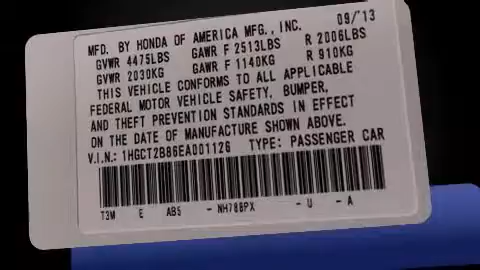 MFD. BY HONDA OF AMERICA MFG., INC. 09/'13
GVWR 4475LBS GAWR F 2513LBS R 2006LBS
GVWR 2030KG GAWR F 1140KG R 910KG
THIS VEHICLE CONFORMS TO ALL APPLICABLE
FEDERAL MOTOR VEHICLE SAFETY, BUMPER,
AND THEFT PREVENTION STANDARDS IN EFFECT
ON THE DATE OF MANUFACTURE SHOWN ABOVE.
V.I.N.: 1HGCT2B86EA001126 TYPE: PASSENGER CAR
T3M E AB5 - NH788PX - U - A